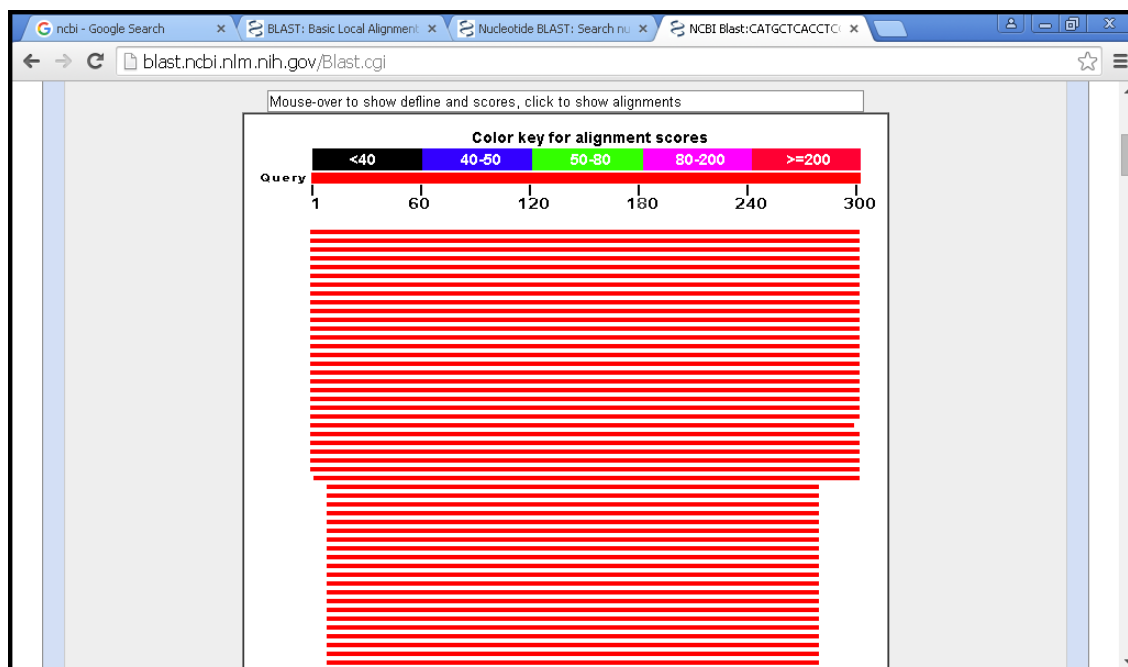 ncbi - Google Search
BLAST: Basic Local Alignment
Nucleotide BLAST: Search nu
NCBI Blast:CATGCTCACCTC
blast.ncbi.nlm.nih.gov/Blast.cgi
Mouse-over to show defline and scores, click to show alignments
Color key for alignment scores
<40 40-50 50-80 80-200 >=200
Query
1 60 120 180 240 300